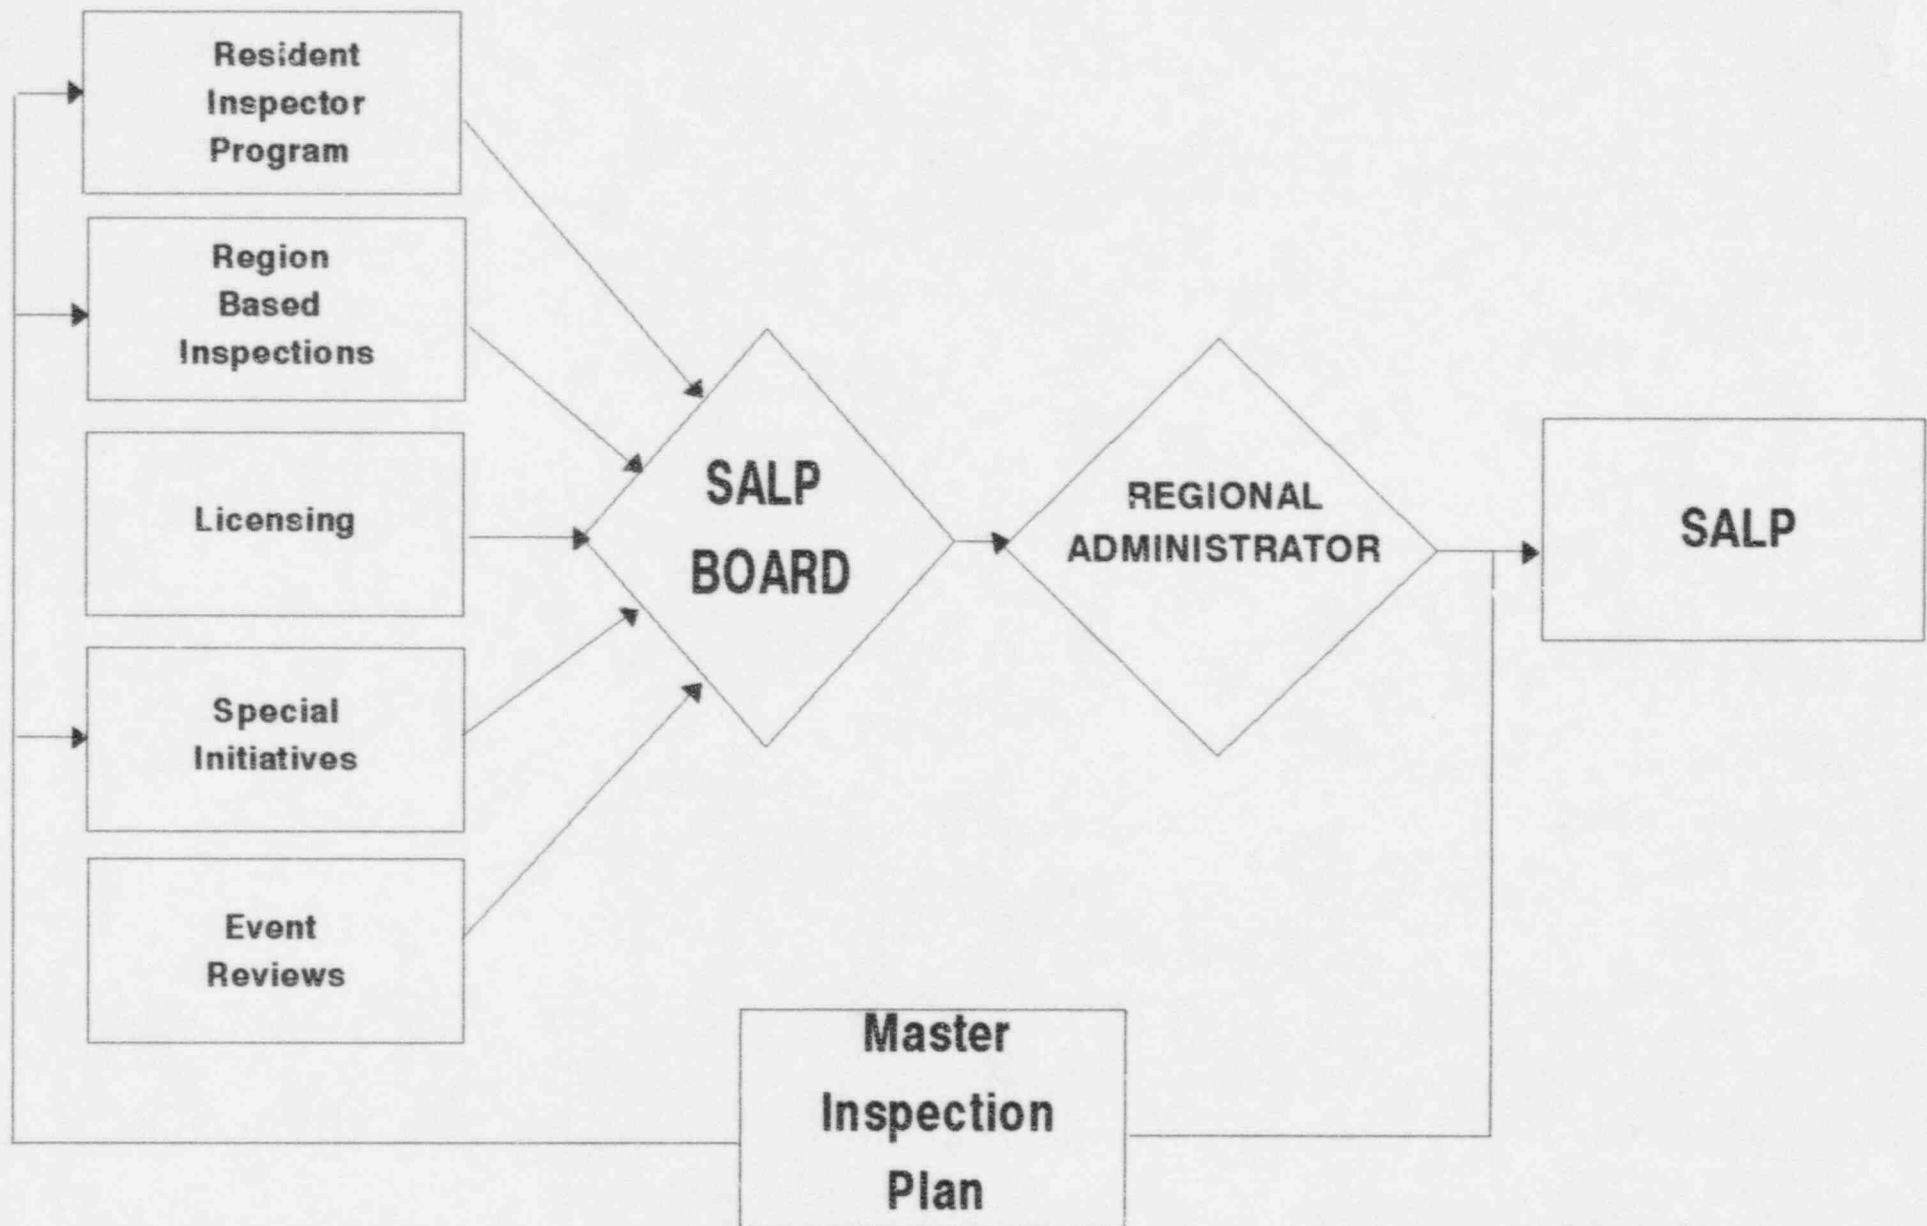 Resident
Inspector
Program
Region
Based
Inspections
Licensing
Special
Initiatives
Event
Reviews
SALP
BOARD
REGIONAL
ADMINISTRATOR
SALP
Master
Inspection
Plan